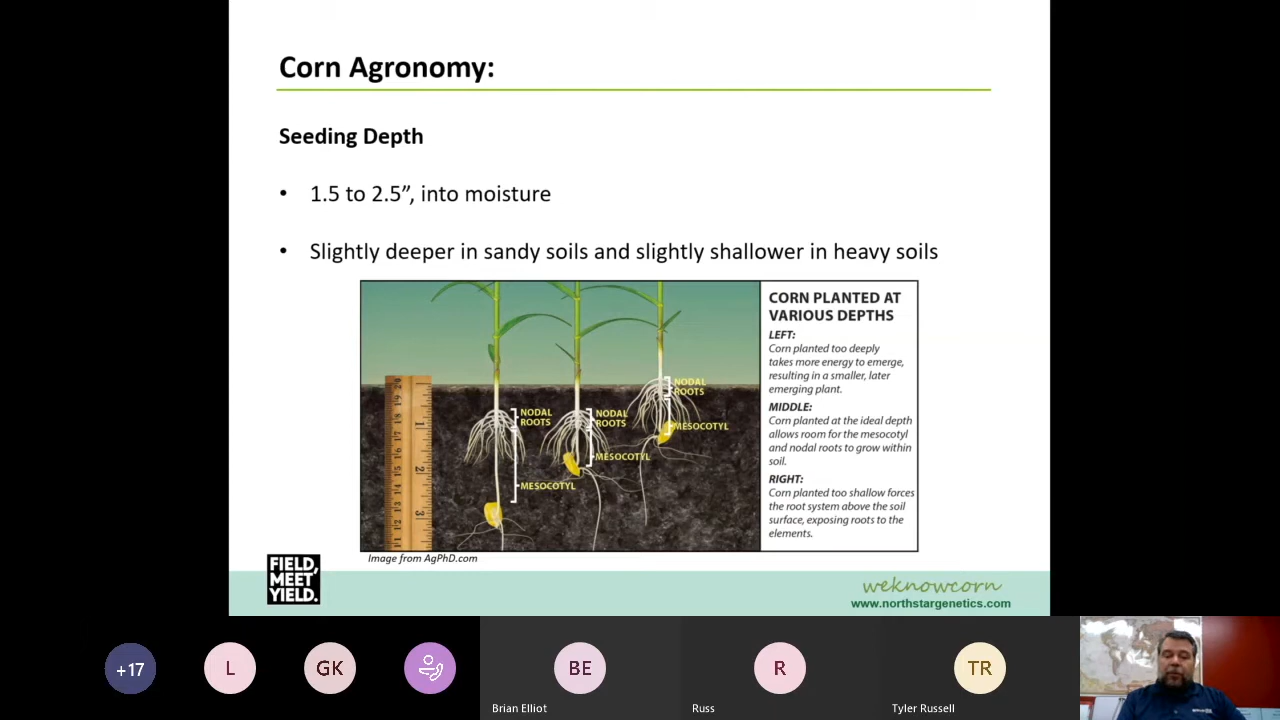 Corn Agronomy:
Seeding Depth
• 1.5 to 2.5”, into moisture
• Slightly deeper in sandy soils and slightly shallower in heavy soils
NODAL
ROOTS
MESOCOTYL
NODAL
ROOTS
MESOCOTYL
NODAL
ROOTS
MESOCOTYL
1
2
3
CORN PLANTED AT
VARIOUS DEPTHS
LEFT:
Corn planted too deeply
takes more energy to emerge,
resulting in a smaller, later
emerging plant.
MIDDLE:
Corn planted at the ideal depth
allows room for the mesocotyl
and nodal roots to grow within
soil.
RIGHT:
Corn planted too shallow forces
the root system above the soil
surface, exposing roots to the
elements.
Image from AgPhD.com
FIELD,
MEET
YIELD.
weknowcorn
www.northstargenetics.com
+17
L
GK
BE
R
TR
Brian Elliot
Russ
Tyler Russell